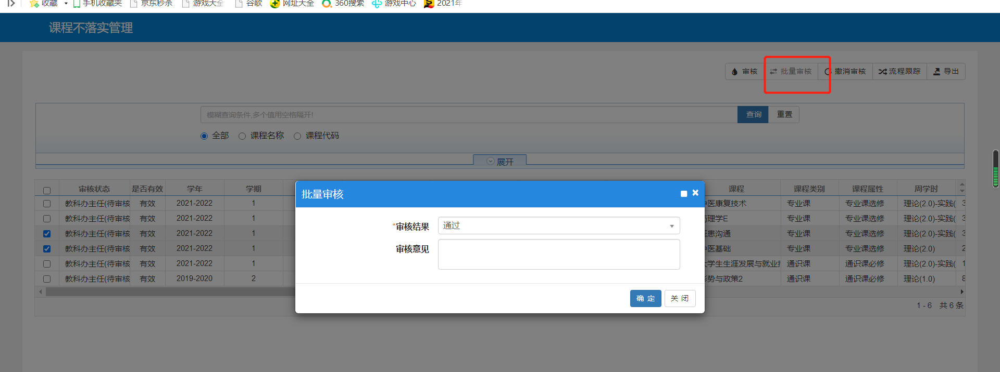 收藏 手机收藏夹 京东秒杀 游戏大全 谷歌 网址大全 360搜索 游戏中心 2021年
课程不落实管理
审核 批量审核 撤消审核 流程跟踪 导出
模糊查询条件,多个值用空格隔开! 查询 重置
全部 课程名称 课程代码
展开
审核状态 是否有效 学年 学期 课程 课程类别 课程属性 周学时
教科办主任(待审核 有效 2021-2022 1 中医康复技术 专业课 专业课选修 理论(2.0)-实践( 3
教科办主任(待审核 有效 2021-2022 1 药理学E 专业课 专业课选修 理论(2.0)-实践( 3
教科办主任(待审核 有效 2021-2022 1 医患沟通 专业课 专业课选修 理论(2.0)-实践( 3
教科办主任(待审核 有效 2021-2022 1 中医基础 专业课 专业课选修 理论(2.0) 2
教科办主任(待审核 有效 2021-2022 1 大学生生涯发展与就业 通识课 通识课必修 理论(2.0)-实践( 1
教科办主任(待审核 有效 2019-2020 2 形势与政策2 通识课 通识课必修 理论(1.0) 8
1 - 6 共 6 条
批量审核
*审核结果 通过
审核意见
确 定 关 闭